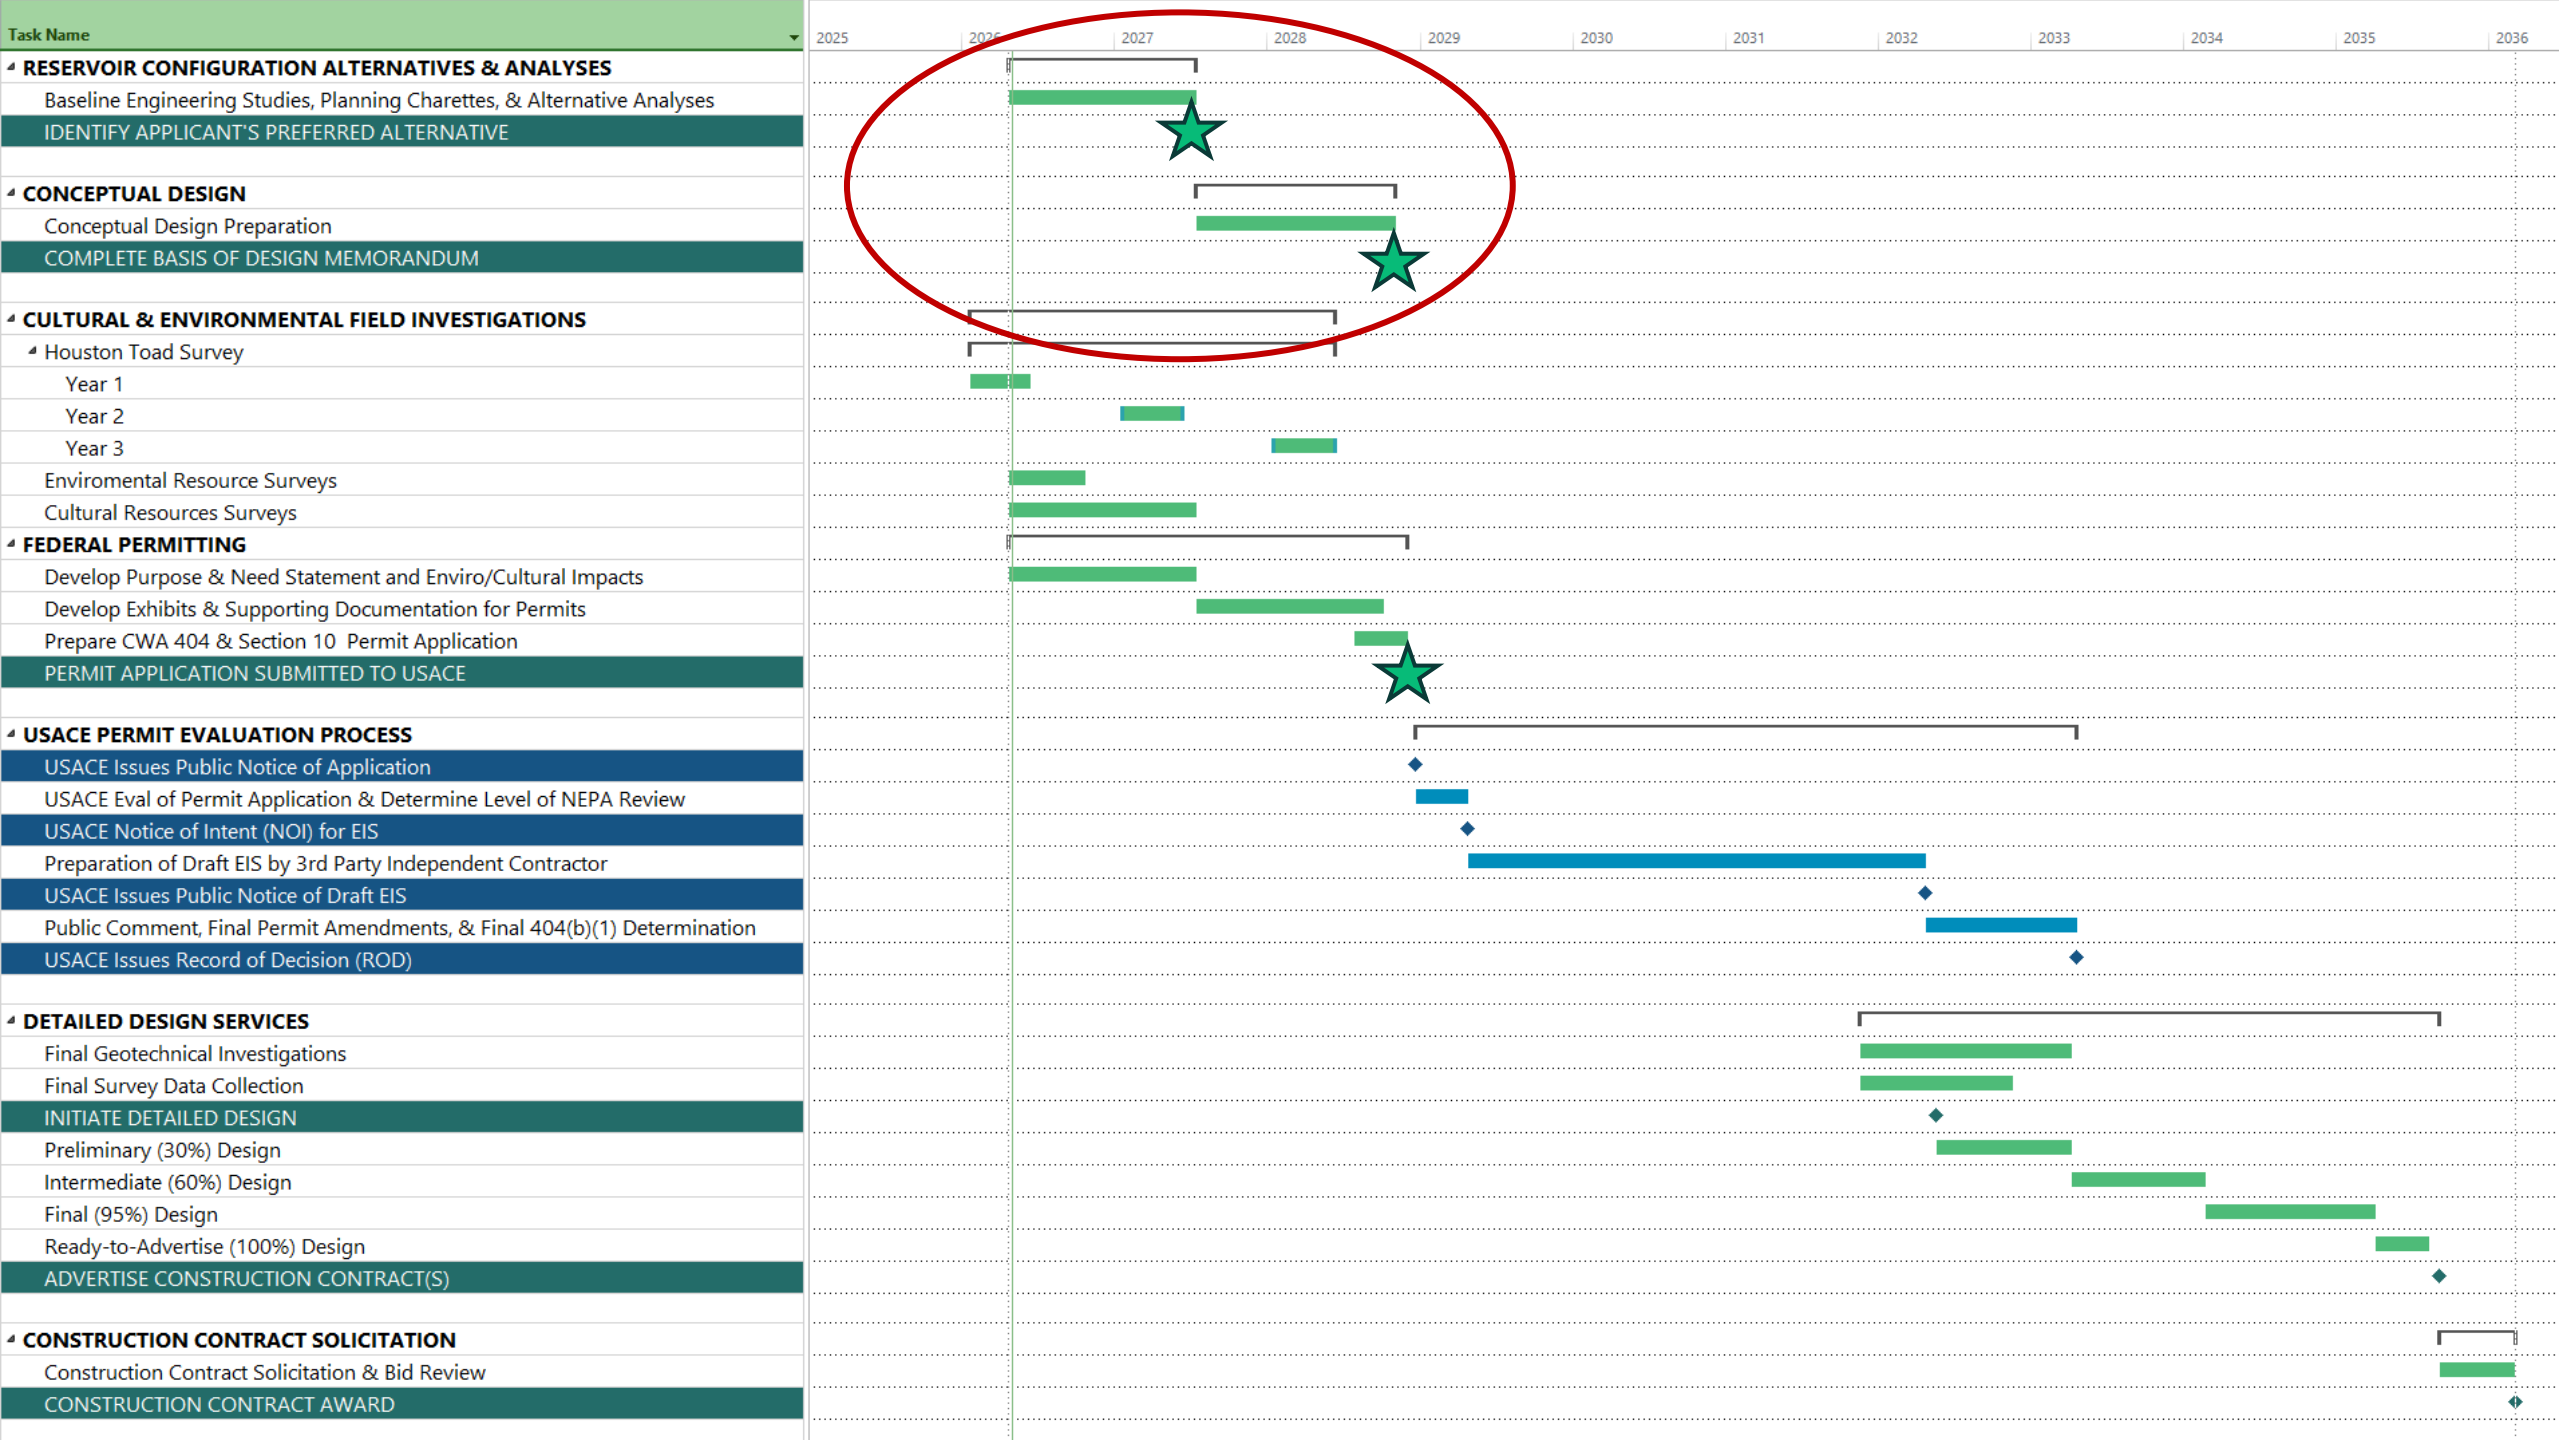 Task Name
2025 2026 2027 2028 2029 2030 2031 2032 2033 2034 2035 2036
RESERVOIR CONFIGURATION ALTERNATIVES & ANALYSES
Baseline Engineering Studies, Planning Charettes, & Alternative Analyses
IDENTIFY APPLICANT'S PREFERRED ALTERNATIVE
CONCEPTUAL DESIGN
Conceptual Design Preparation
COMPLETE BASIS OF DESIGN MEMORANDUM
CULTURAL & ENVIRONMENTAL FIELD INVESTIGATIONS
Houston Toad Survey
Year 1
Year 2
Year 3
Enviromental Resource Surveys
Cultural Resources Surveys
FEDERAL PERMITTING
Develop Purpose & Need Statement and Enviro/Cultural Impacts
Develop Exhibits & Supporting Documentation for Permits
Prepare CWA 404 & Section 10 Permit Application
PERMIT APPLICATION SUBMITTED TO USACE
USACE PERMIT EVALUATION PROCESS
USACE Issues Public Notice of Application
USACE Eval of Permit Application & Determine Level of NEPA Review
USACE Notice of Intent (NOI) for EIS
Preparation of Draft EIS by 3rd Party Independent Contractor
USACE Issues Public Notice of Draft EIS
Public Comment, Final Permit Amendments, & Final 404(b)(1) Determination
USACE Issues Record of Decision (ROD)
DETAILED DESIGN SERVICES
Final Geotechnical Investigations
Final Survey Data Collection
INITIATE DETAILED DESIGN
Preliminary (30%) Design
Intermediate (60%) Design
Final (95%) Design
Ready-to-Advertise (100%) Design
ADVERTISE CONSTRUCTION CONTRACT(S)
CONSTRUCTION CONTRACT SOLICITATION
Construction Contract Solicitation & Bid Review
CONSTRUCTION CONTRACT AWARD